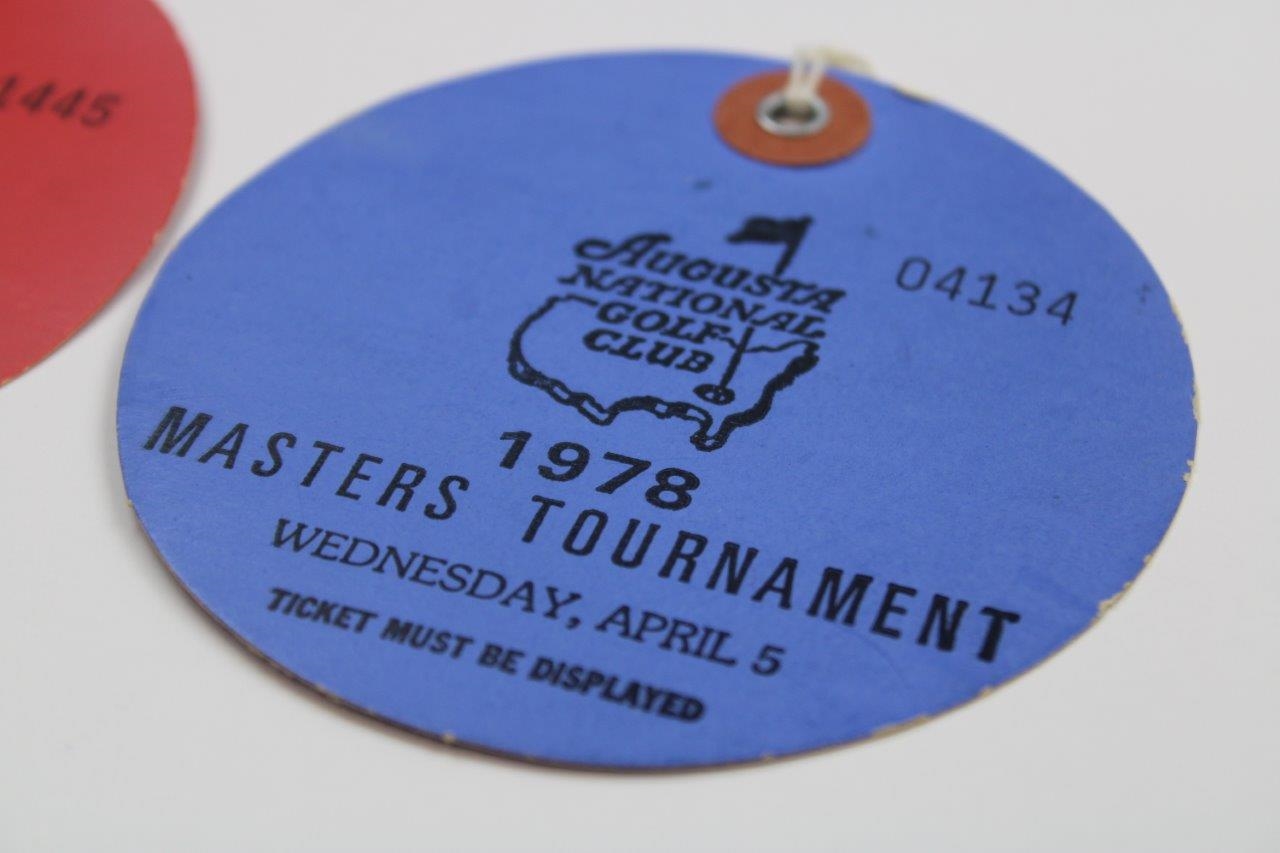 1445
04134
AUGUSTA
NATIONAL
GOLF
CLUB
1978
MASTERS TOURNAMENT
WEDNESDAY, APRIL 5
TICKET MUST BE DISPLAYED